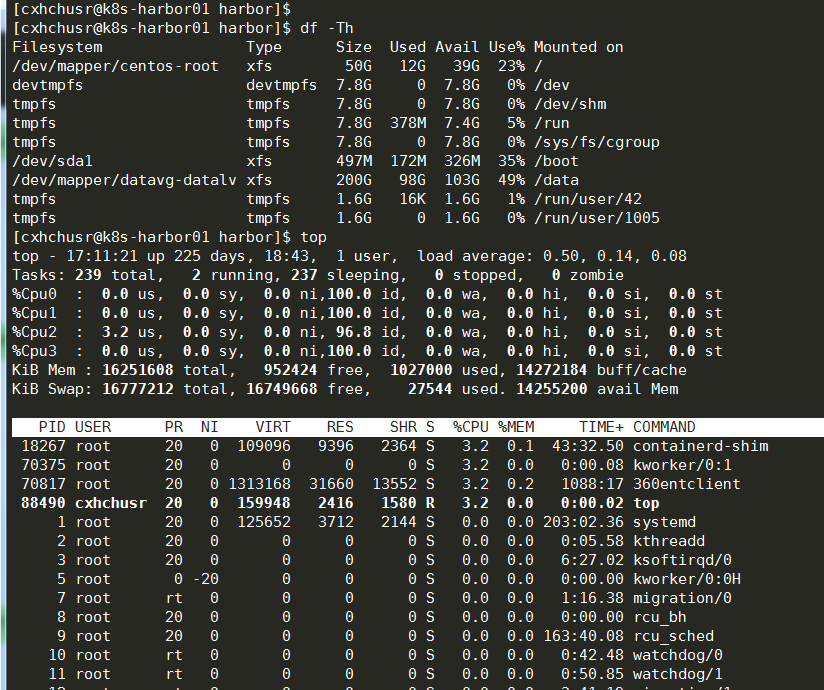 [cxhchusr@k8s-harbor01 harbor]$
[cxhchusr@k8s-harbor01 harbor]$ df -Th
Filesystem                Type      Size  Used Avail Use% Mounted on
/dev/mapper/centos-root   xfs        50G   12G   39G  23% /
devtmpfs                  devtmpfs  7.8G     0  7.8G   0% /dev
tmpfs                     tmpfs     7.8G     0  7.8G   0% /dev/shm
tmpfs                     tmpfs     7.8G  378M  7.4G   5% /run
tmpfs                     tmpfs     7.8G     0  7.8G   0% /sys/fs/cgroup
/dev/sda1                 xfs       497M  172M  326M  35% /boot
/dev/mapper/datavg-datalv xfs       200G   98G  103G  49% /data
tmpfs                     tmpfs     1.6G   16K  1.6G   1% /run/user/42
tmpfs                     tmpfs     1.6G     0  1.6G   0% /run/user/1005
[cxhchusr@k8s-harbor01 harbor]$ top
top - 17:11:21 up 225 days, 18:43,  1 user,  load average: 0.50, 0.14, 0.08
Tasks: 239 total,   2 running, 237 sleeping,   0 stopped,   0 zombie
%Cpu0  :  0.0 us,  0.0 sy,  0.0 ni,100.0 id,  0.0 wa,  0.0 hi,  0.0 si,  0.0 st
%Cpu1  :  0.0 us,  0.0 sy,  0.0 ni,100.0 id,  0.0 wa,  0.0 hi,  0.0 si,  0.0 st
%Cpu2  :  3.2 us,  0.0 sy,  0.0 ni, 96.8 id,  0.0 wa,  0.0 hi,  0.0 si,  0.0 st
%Cpu3  :  0.0 us,  0.0 sy,  0.0 ni,100.0 id,  0.0 wa,  0.0 hi,  0.0 si,  0.0 st
KiB Mem : 16251608 total,   952424 free,  1027000 used, 14272184 buff/cache
KiB Swap: 16777212 total, 16749668 free,    27544 used. 14255200 avail Mem
PID USER      PR  NI    VIRT    RES    SHR S  %CPU %MEM     TIME+ COMMAND
18267 root      20   0  109096   9396   2364 S   3.2  0.1  43:32.50 containerd-shim
70375 root      20   0       0      0      0 S   3.2  0.0   0:00.08 kworker/0:1
70817 root      20   0 1313168  31660  13552 S   3.2  0.2   1088:17 360entclient
88490 cxhchusr  20   0  159948   2416   1580 R   3.2  0.0   0:00.02 top
1 root      20   0  125652   3712   2144 S   0.0  0.0 203:02.36 systemd
2 root      20   0       0      0      0 S   0.0  0.0   0:05.58 kthreadd
3 root      20   0       0      0      0 S   0.0  0.0   6:27.02 ksoftirqd/0
5 root       0 -20       0      0      0 S   0.0  0.0   0:00.00 kworker/0:0H
7 root      rt   0       0      0      0 S   0.0  0.0   1:16.38 migration/0
8 root      20   0       0      0      0 S   0.0  0.0   0:00.00 rcu_bh
9 root      20   0       0      0      0 S   0.0  0.0 163:40.08 rcu_sched
10 root      rt   0       0      0      0 S   0.0  0.0   0:42.48 watchdog/0
11 root      rt   0       0      0      0 S   0.0  0.0   0:50.85 watchdog/1